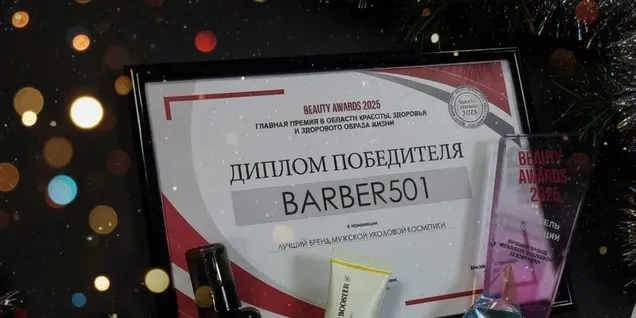 BEAUTY AWARDS 2025
ГЛАВНАЯ ПРЕМИЯ В ОБЛАСТИ КРАСОТЫ, ЗДОРОВЬЯ
И ЗДОРОВОГО ОБРАЗА ЖИЗНИ
ДИПЛОМ ПОБЕДИТЕЛЯ
BARBER501
в номинации
ЛУЧШИЙ БРЕНД МУЖСКОЙ УХОДОВОЙ КОСМЕТИКИ
BOOSTER
BEAUTY
AWARDS
2025